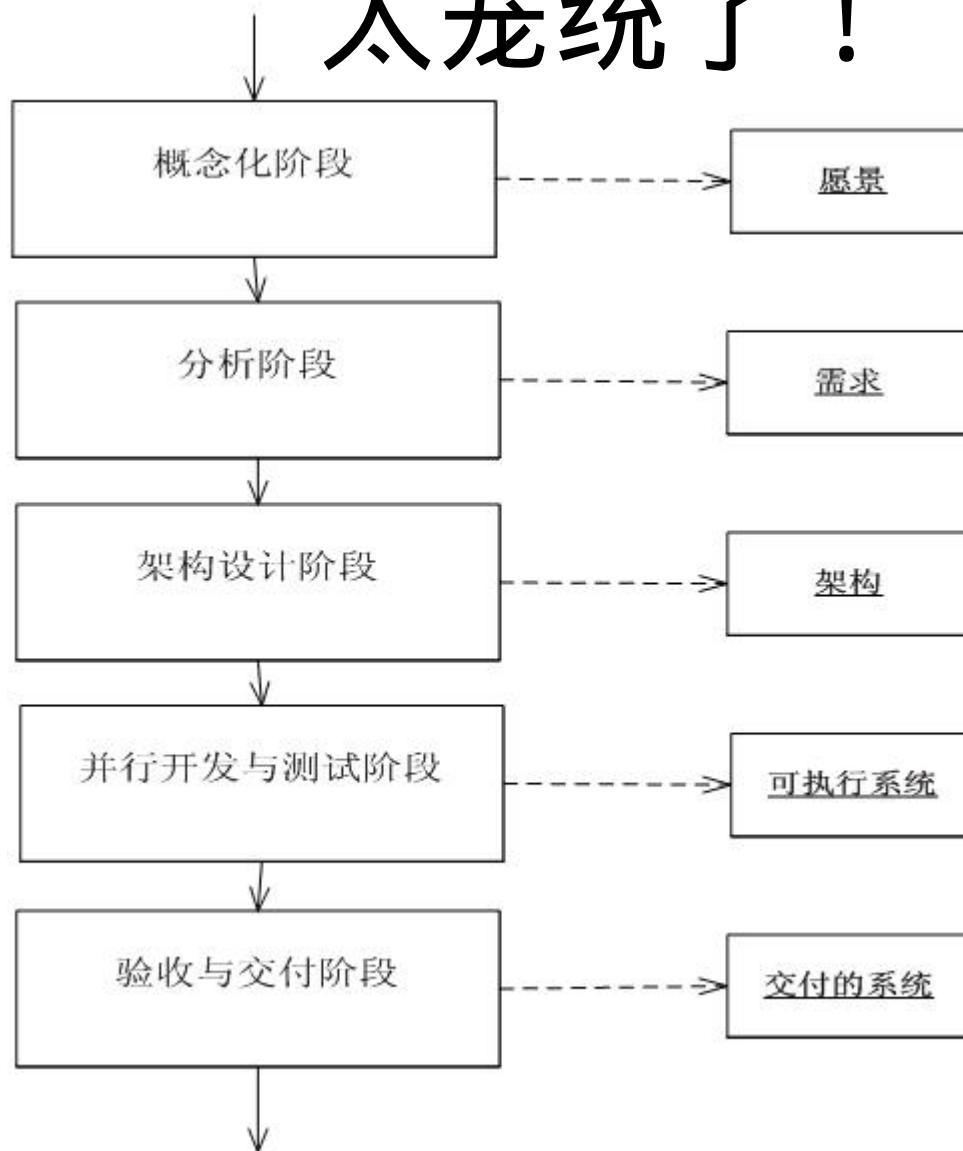 太笼统了！
概念化阶段
愿景
分析阶段
需求
架构设计阶段
架构
并行开发与测试阶段
可执行系统
验收与交付阶段
交付的系统